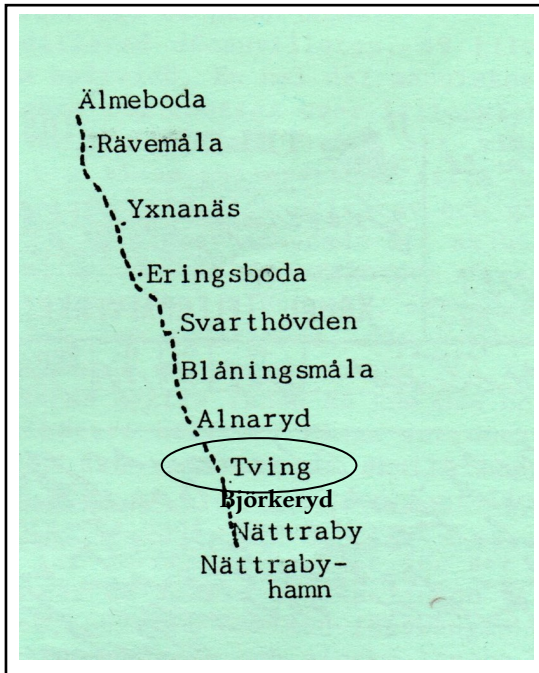 Älmeboda
Rävemåla
Yxnanäs
Eringsboda
Svarthövden
Blåningsmåla
Alnaryd
Tving
Björkeryd
Nättraby
Nättraby-
hamn